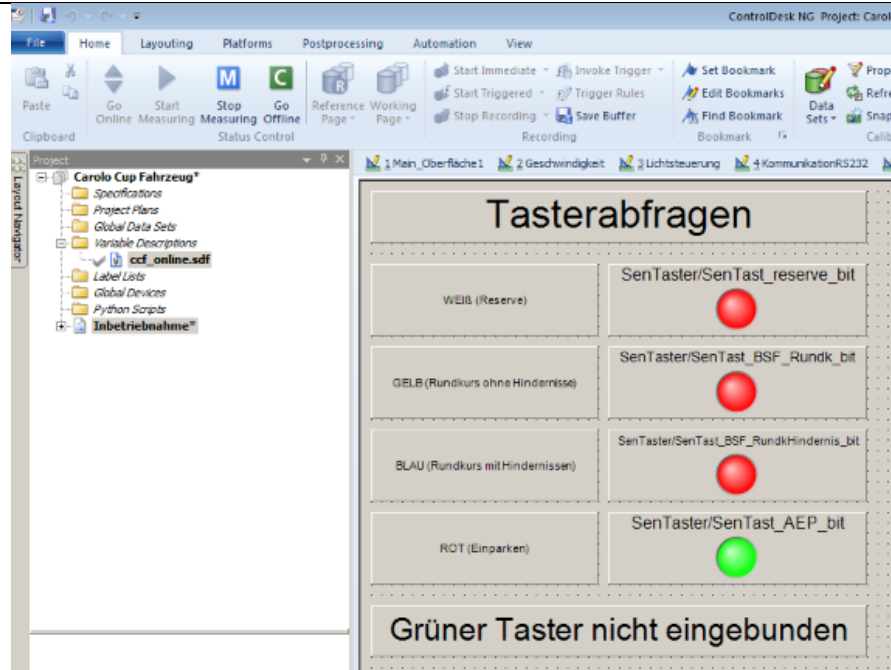 ControlDesk NG Project: Carol
File Home Layouting Platforms Postprocessing Automation View
Paste
Go Online
Start Measuring
Stop Measuring
Go Offline
Reference Page
Working Page
Start Immediate
Invoke Trigger
Start Triggered
Trigger Rules
Stop Recording
Save Buffer
Set Bookmark
Edit Bookmarks
Find Bookmark
Data Sets
Prop
Refre
Snap
Clipboard
Status Control
Recording
Bookmark
Calib
Project
Layout Navigator
Carolo Cup Fahrzeug*
Specifications
Project Plans
Global Data Sets
Variable Descriptions
ccf_online.sdf
Label Lists
Global Devices
Python Scripts
Inbetriebnahme*
1 Main_Oberfläche1
2 Geschwindigkeit
3 Lichtsteuerung
4 KommunikationRS232
Tasterabfragen
WEIß (Reserve)
SenTaster/SenTast_reserve_bit
GELB (Rundkurs ohne Hindernisse)
SenTaster/SenTast_BSF_Rundk_bit
BLAU (Rundkurs mit Hindernissen)
SenTaster/SenTast_BSF_RundkHindernis_bit
ROT (Einparken)
SenTaster/SenTast_AEP_bit
Grüner Taster nicht eingebunden